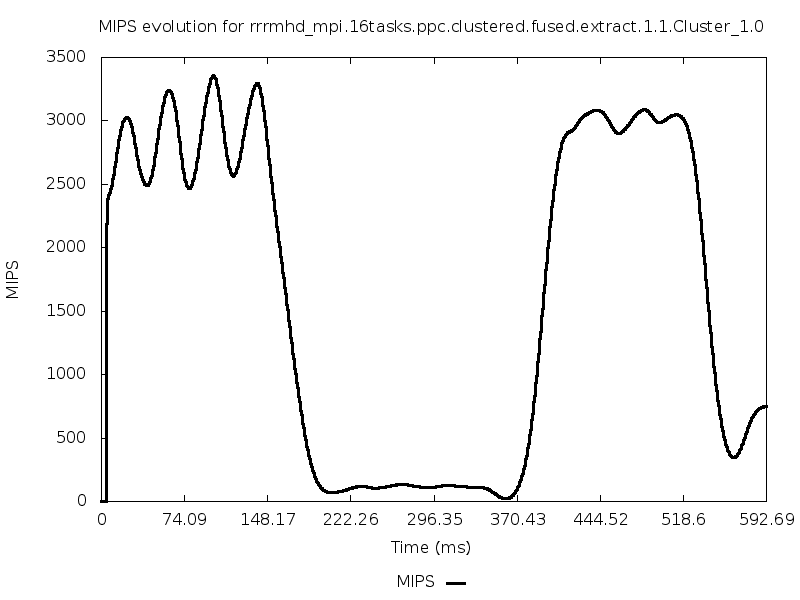 MIPS evolution for rrrmhd_mpi.16tasks.ppc.clustered.fused.extract.1.1.Cluster_1.0
3500
3000
2500
2000
1500
1000
500
0
MIPS
0 74.09 148.17 222.26 296.35 370.43 444.52 518.6 592.69
Time (ms)
MIPS